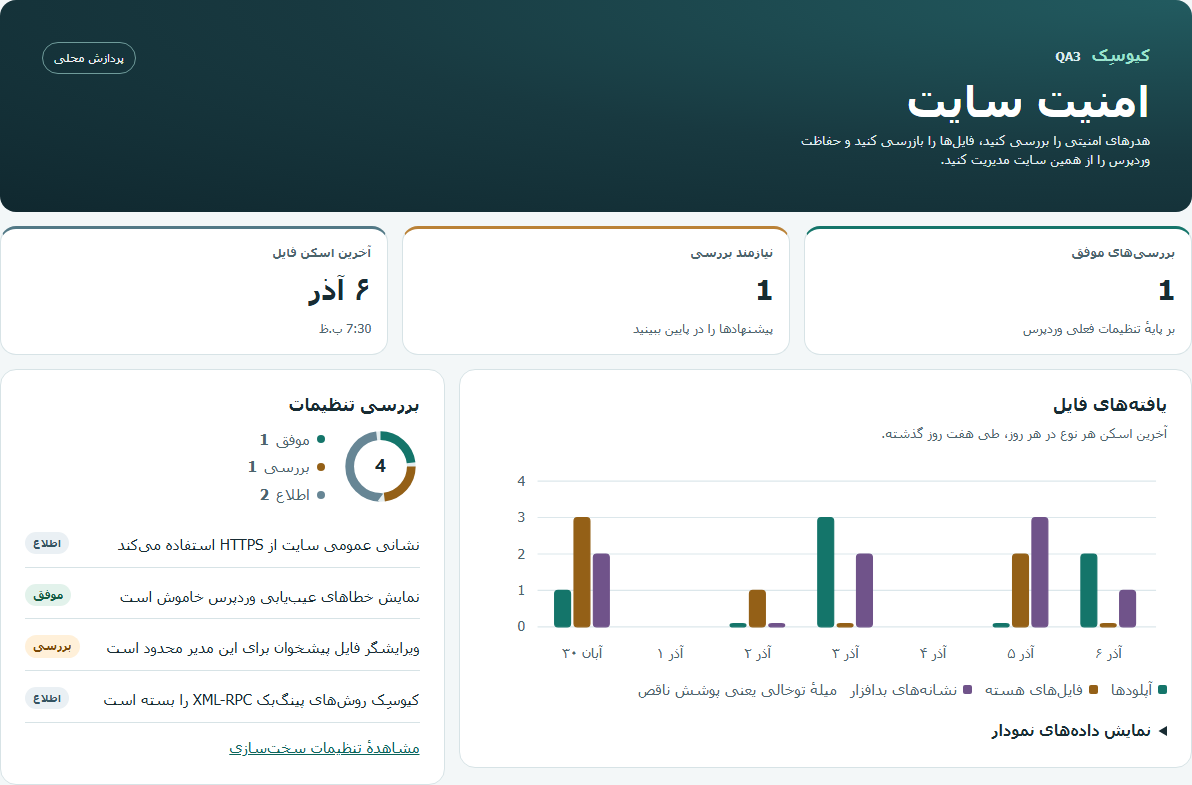 کیوسِک QA3
پردازش محلی
امنیت سایت
هدرهای امنیتی را بررسی کنید، فایل‌ها را بازرسی کنید و حفاظت
وردپرس را از همین سایت مدیریت کنید.
بررسی‌های موفق
1
بر پایهٔ تنظیمات فعلی وردپرس
نیازمند بررسی
1
پیشنهادها را در پایین ببینید
آخرین اسکن فایل
۶ آذر
7:30 ب.ظ
یافته‌های فایل
آخرین اسکن هر نوع در هر روز، طی هفت روز گذشته.
4
3
2
1
0
۳۰ آبان
۱ آذر
۲ آذر
۳ آذر
۴ آذر
۵ آذر
۶ آذر
آپلودها
فایل‌های هسته
نشانه‌های بدافزار
میلهٔ توخالی یعنی پوشش ناقص
نمایش داده‌های نمودار
بررسی تنظیمات
4
موفق 1
بررسی 1
اطلاع 2
نشانی عمومی سایت از HTTPS استفاده می‌کند
اطلاع
نمایش خطاهای عیب‌یابی وردپرس خاموش است
موفق
ویرایشگر فایل پیشخوان برای این مدیر محدود است
بررسی
کیوسِک روش‌های پینگ‌بک XML-RPC را بسته است
اطلاع
مشاهدهٔ تنظیمات سخت‌سازی